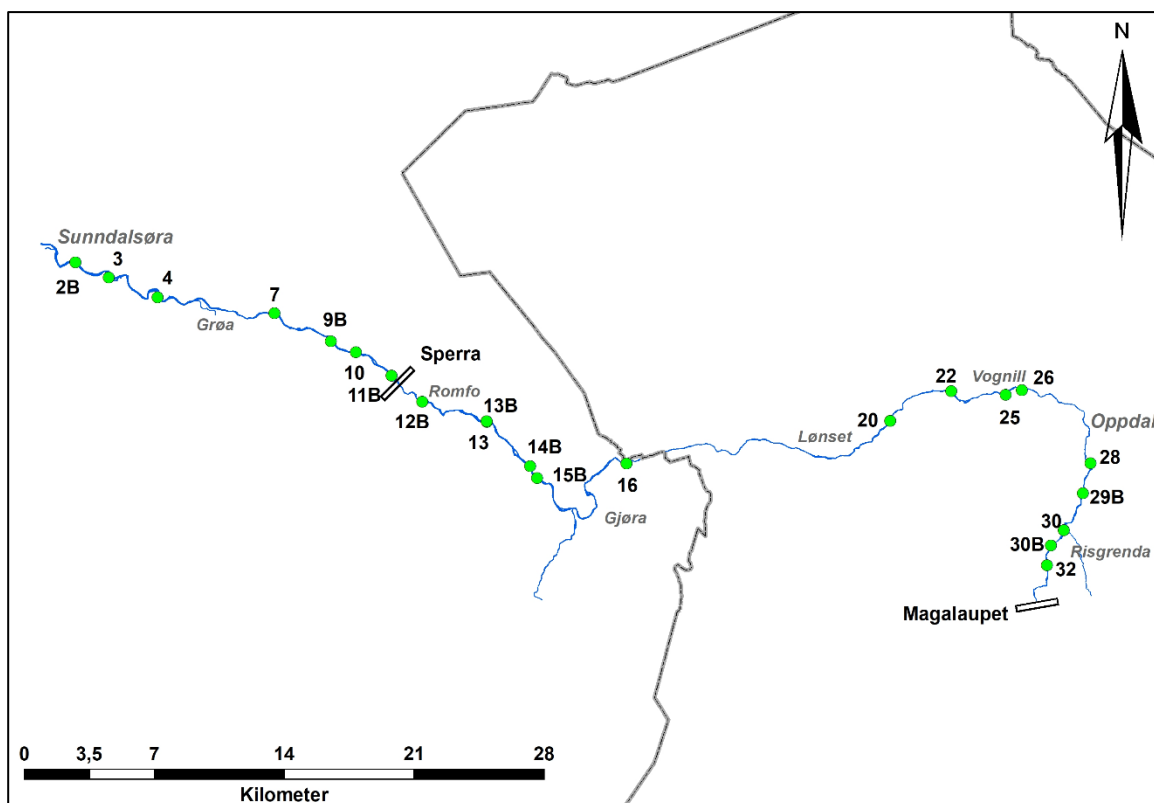 N
Sunndalsøra
3
2B
4
7
Grøa
9B
Sperra
10
11B
Romfo
12B
13B
13
14B
15B
16
Gjøra
Lønset
20
22
Vognill
26
25
Oppdal
28
29B
30
30B
Risgrenda
32
Magalaupet
0 3,5 7 14 21 28
Kilometer